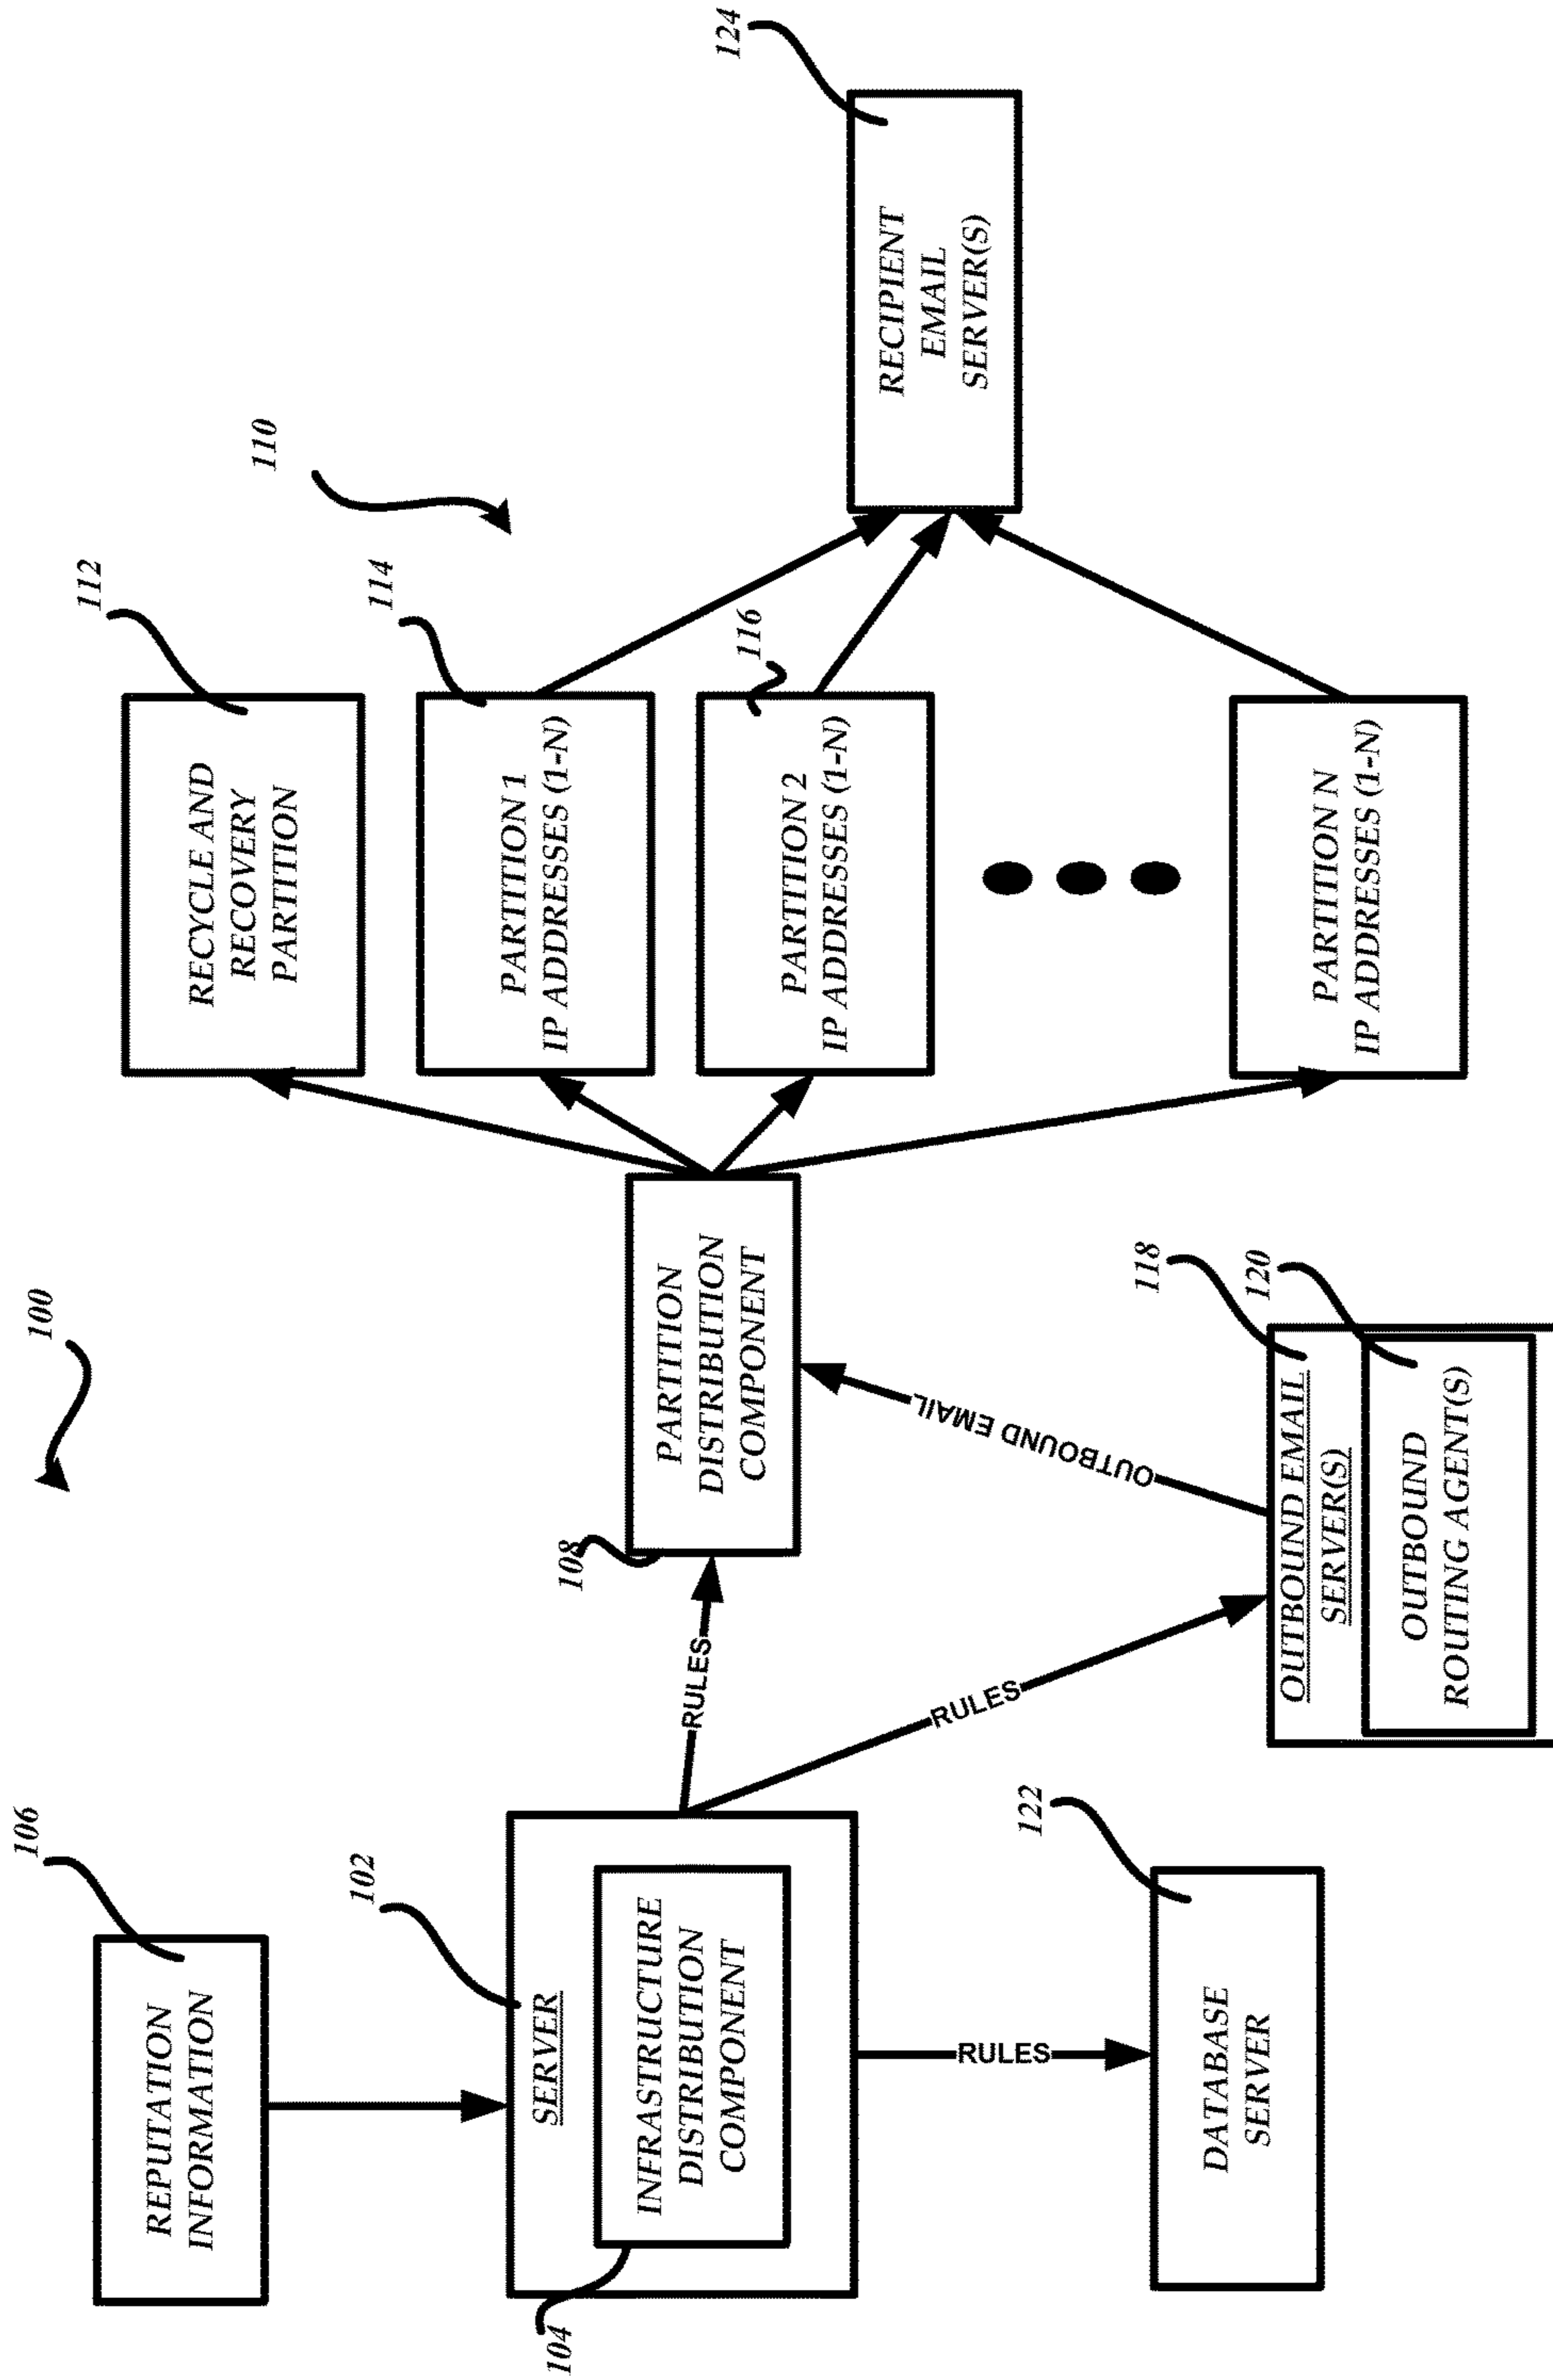 100
106
REPUTATION
INFORMATION
102
SERVER
INFRASTRUCTURE
DISTRIBUTION
COMPONENT
104
RULES
DATABASE
SERVER
122
RULES
RULES
108
PARTITION
DISTRIBUTION
COMPONENT
OUTBOUND EMAIL
118
OUTBOUND EMAIL
SERVER(S)
120
OUTBOUND
ROUTING AGENT(S)
110
112
RECYCLE AND
RECOVERY
PARTITION
114
PARTITION 1
IP ADDRESSES (1-N)
116
PARTITION 2
IP ADDRESSES (1-N)
PARTITION N
IP ADDRESSES (1-N)
124
RECIPIENT
EMAIL
SERVER(S)